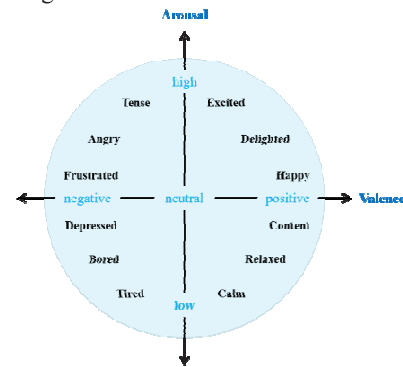 Arousal
high
Tense Excited
Angry Delighted
Frustrated Happy
negative neutral positive Valence
Depressed Content
Bored Relaxed
Tired Calm
low